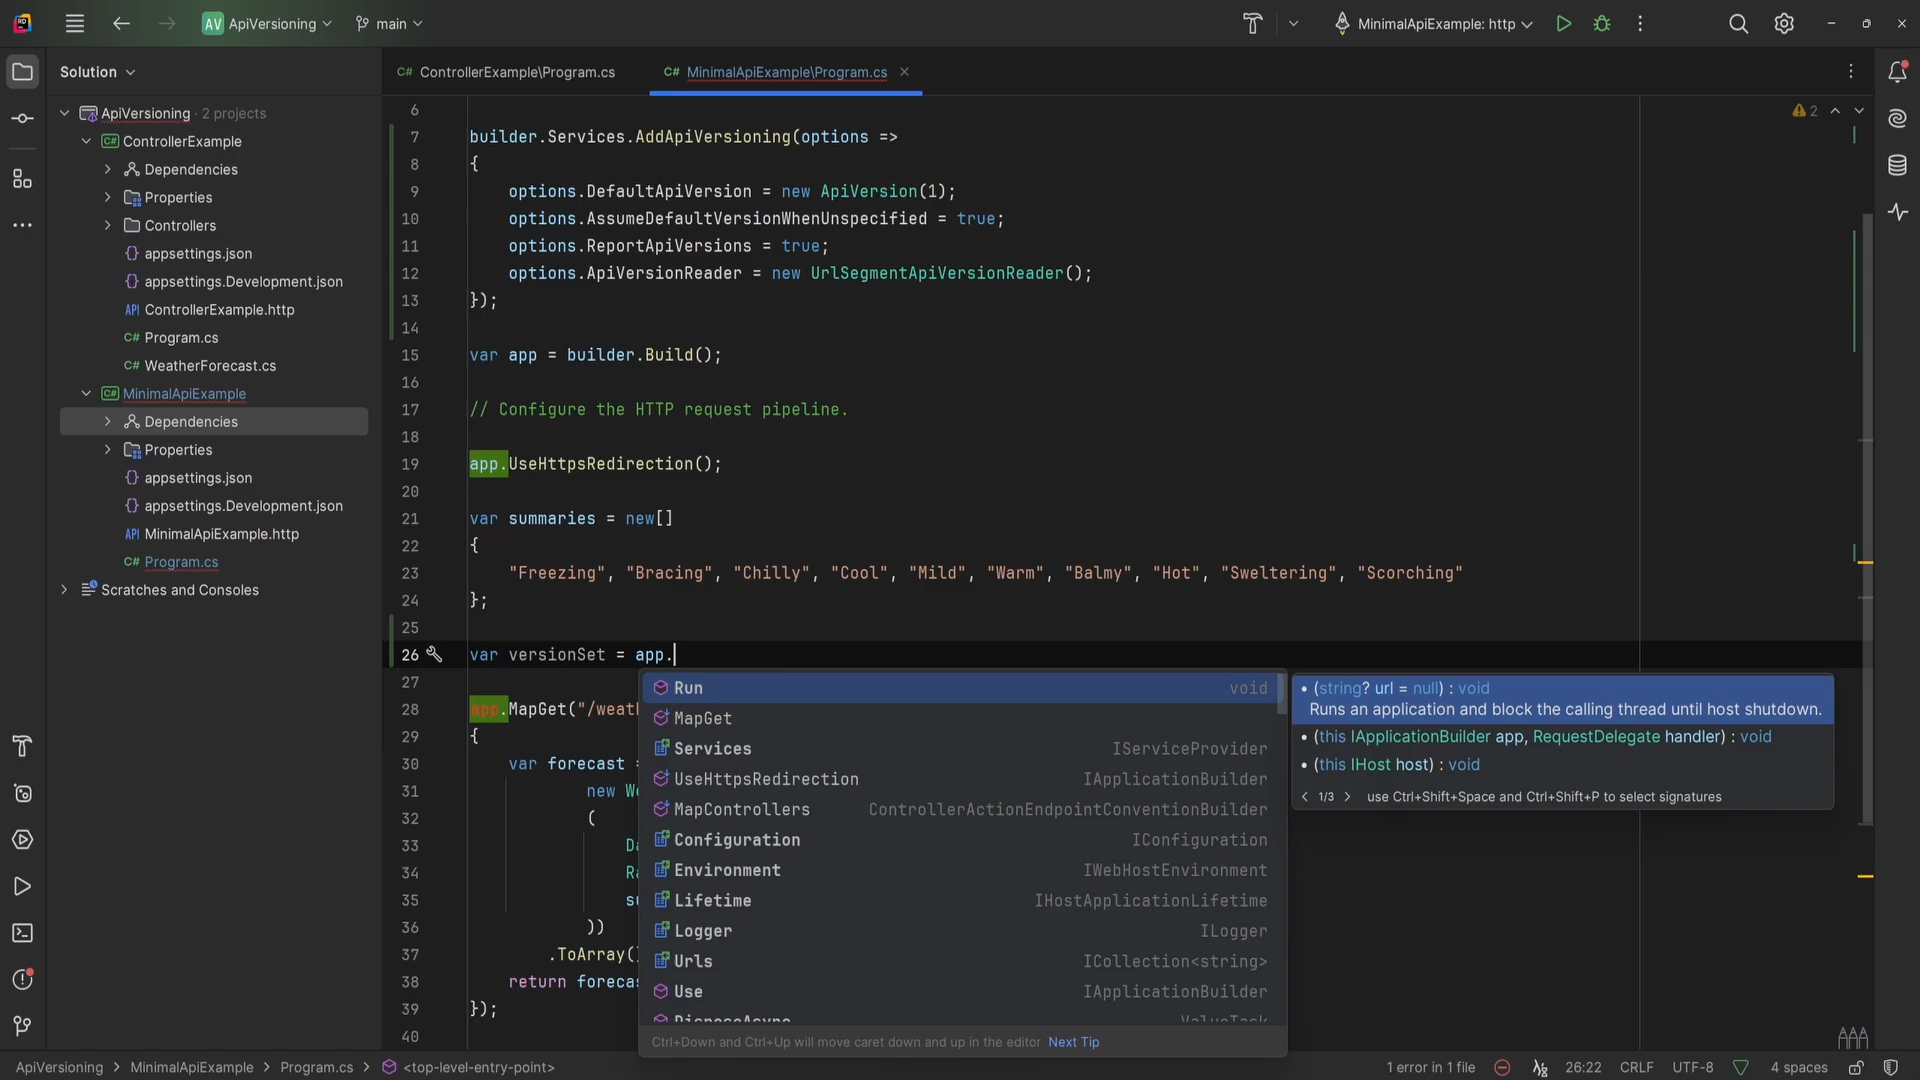 RD
AV ApiVersioning
main
MinimalApiExample: http
Solution
C# ControllerExample\Program.cs
C# MinimalApiExample\Program.cs
ApiVersioning · 2 projects
C# ControllerExample
Dependencies
Properties
Controllers
{} appsettings.json
{} appsettings.Development.json
API ControllerExample.http
C# Program.cs
C# WeatherForecast.cs
C# MinimalApiExample
Dependencies
Properties
{} appsettings.json
{} appsettings.Development.json
API MinimalApiExample.http
C# Program.cs
Scratches and Consoles
2
6
7 builder.Services.AddApiVersioning(options =>
8 {
9 options.DefaultApiVersion = new ApiVersion(1);
10 options.AssumeDefaultVersionWhenUnspecified = true;
11 options.ReportApiVersions = true;
12 options.ApiVersionReader = new UrlSegmentApiVersionReader();
13 });
14
15 var app = builder.Build();
16
17 // Configure the HTTP request pipeline.
18
19 app.UseHttpsRedirection();
20
21 var summaries = new[]
22 {
23 "Freezing", "Bracing", "Chilly", "Cool", "Mild", "Warm", "Balmy", "Hot", "Sweltering", "Scorching"
24 };
25
26 var versionSet = app.
27
28 app.MapGet("/weat
29 {
30 var forecast
31 new W
32 (
33 Da
34 Ra
35 su
36 ))
37 .ToArray(
38 return foreca
39 });
40
Run void
MapGet
Services IServiceProvider
UseHttpsRedirection IApplicationBuilder
MapControllers ControllerActionEndpointConventionBuilder
Configuration IConfiguration
Environment IWebHostEnvironment
Lifetime IHostApplicationLifetime
Logger ILogger
Urls ICollection<string>
Use IApplicationBuilder
DisposeAsync ValueTask
Ctrl+Down and Ctrl+Up will move caret down and up in the editor Next Tip
• (string? url = null) : void
Runs an application and block the calling thread until host shutdown.
• (this IApplicationBuilder app, RequestDelegate handler) : void
• (this IHost host) : void
< 1/3 > use Ctrl+Shift+Space and Ctrl+Shift+P to select signatures
ApiVersioning > MinimalApiExample > Program.cs > <top-level-entry-point>
1 error in 1 file
26:22
CRLF
UTF-8
4 spaces